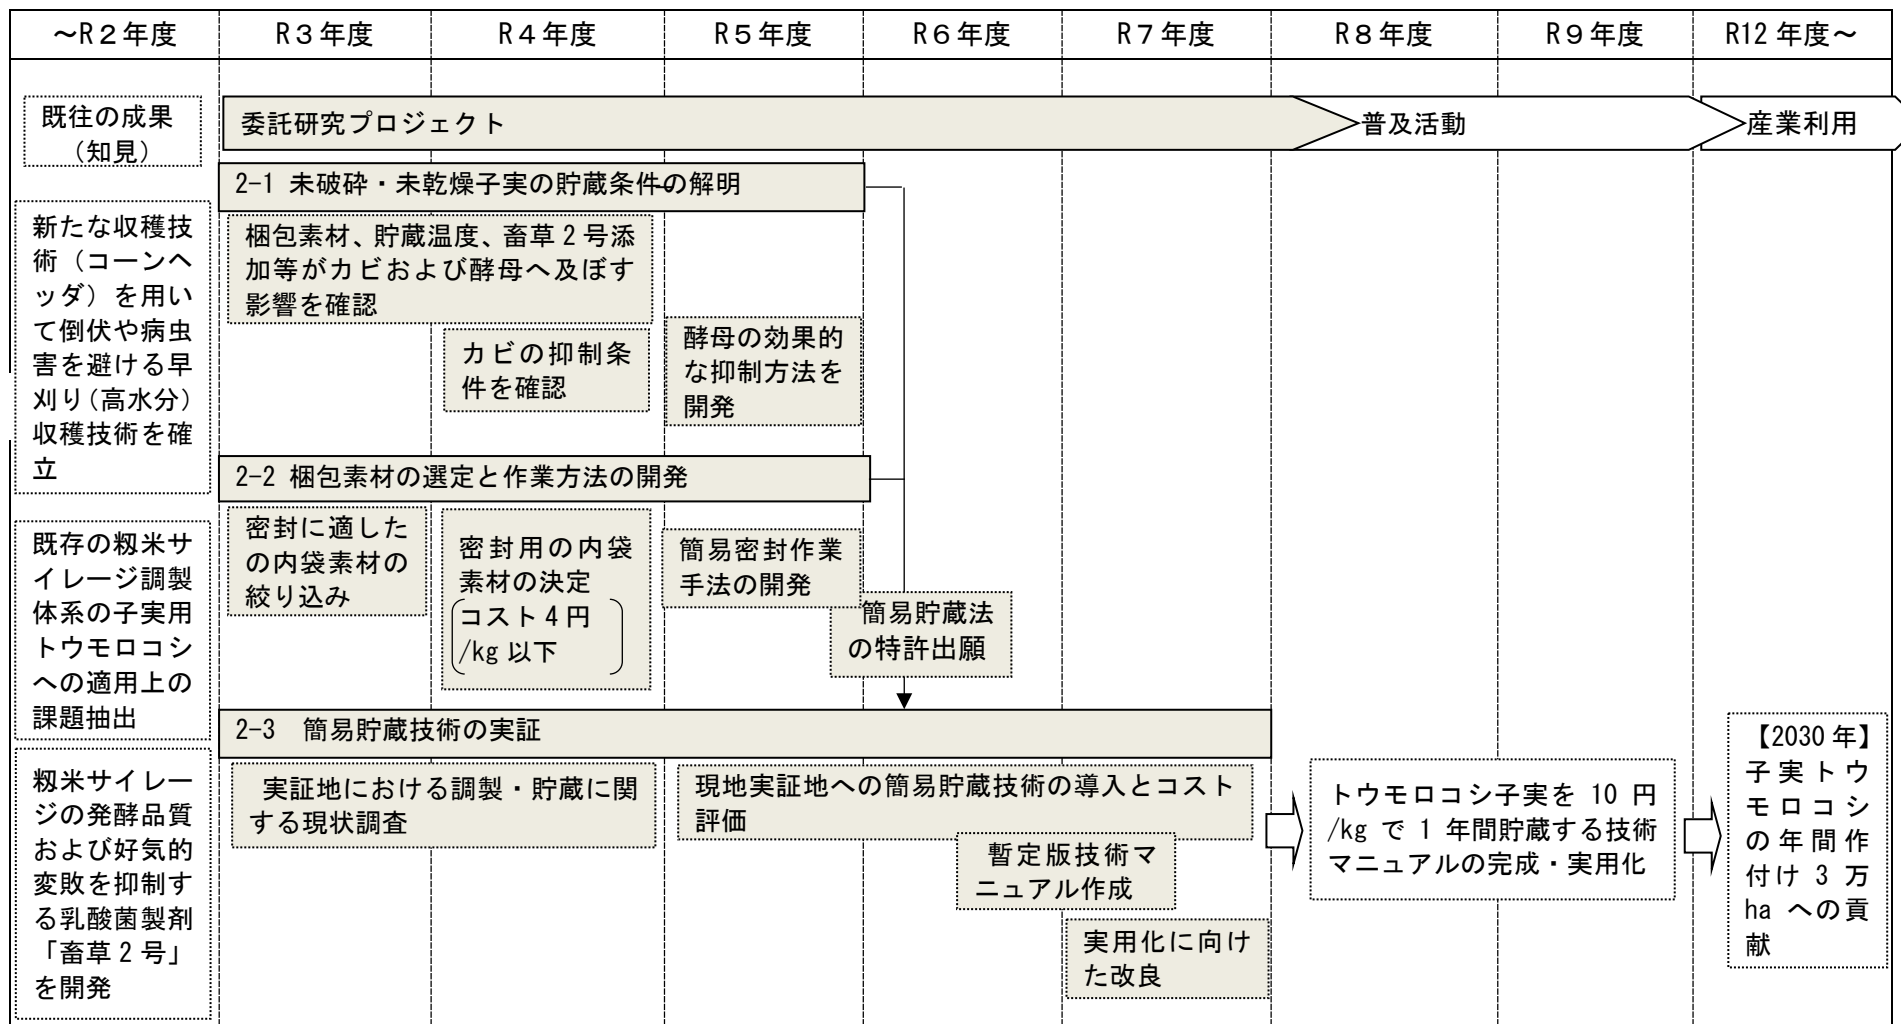 ～R２年度
R３年度
R４年度
R５年度
R６年度
R７年度
R８年度
R９年度
R12 年度～
既往の成果
（知見）
委託研究プロジェクト
普及活動
産業利用
新たな収穫技
術（コーンヘ
ッダ）を用い
て倒伏や病虫
害を避ける早
刈り（高水分）
収穫技術を確
立
既存の籾米サ
イレージ調製
体系の子実用
トウモロコシ
への適用上の
課題抽出
籾米サイレー
ジの発酵品質
および好気的
変敗を抑制す
る乳酸菌製剤
「畜草２号」
を開発
2-1 未破砕・未乾燥子実の貯蔵条件の解明
梱包素材、貯蔵温度、畜草２号添
加等がカビおよび酵母へ及ぼす
影響を確認
カビの抑制条
件を確認
酵母の効果的
な抑制方法を
開発
2-2 梱包素材の選定と作業方法の開発
密封に適した
の内袋素材の
絞り込み
密封用の内袋
素材の決定
コスト４円
/kg 以下
簡易密封作業
手法の開発
簡易貯蔵法
の特許出願
2-3　簡易貯蔵技術の実証
実証地における調製・貯蔵に関
する現状調査
現地実証地への簡易貯蔵技術の導入とコスト
評価
暫定版技術マ
ニュアル作成
実用化に向け
た改良
トウモロコシ子実を 10 円
/kg で 1 年間貯蔵する技術
マニュアルの完成・実用化
【2030 年】
子実トウ
モロコシ
の年間作
付け 3 万
ha への貢
献